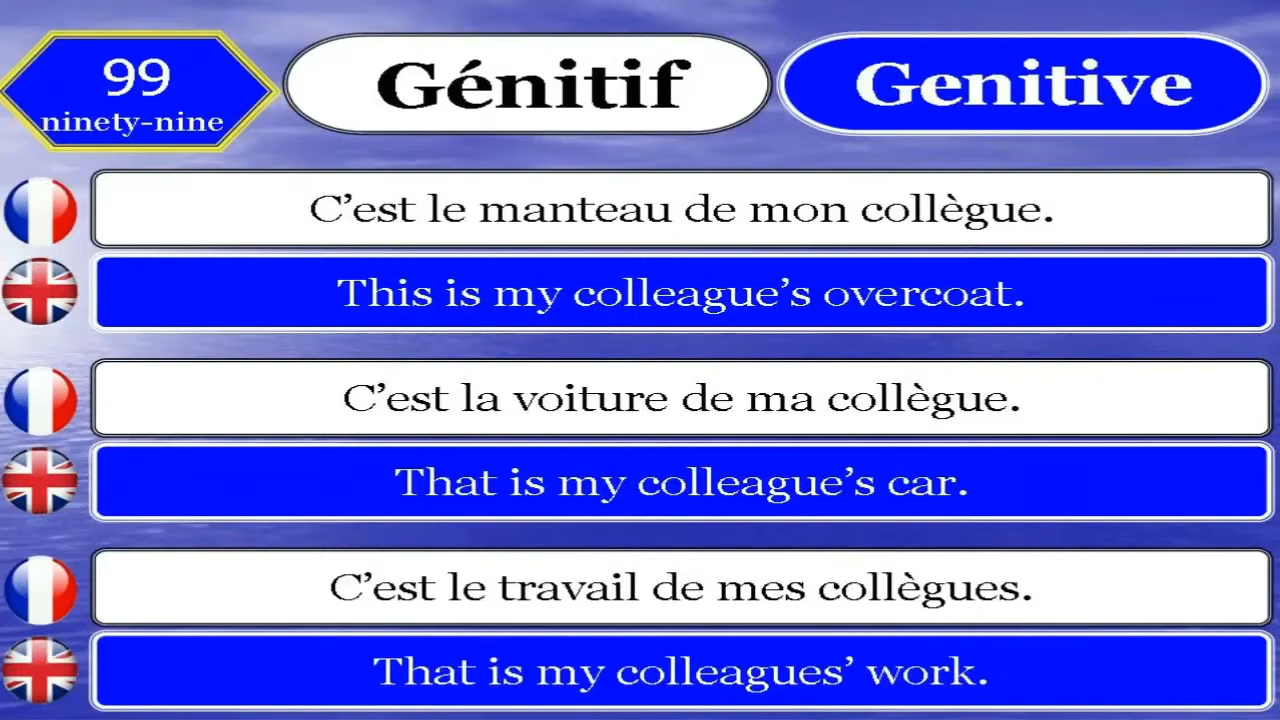 99
ninety-nine
Génitif
Genitive
C’est le manteau de mon collègue.
This is my colleague’s overcoat.
C’est la voiture de ma collègue.
That is my colleague’s car.
C’est le travail de mes collègues.
That is my colleagues’ work.